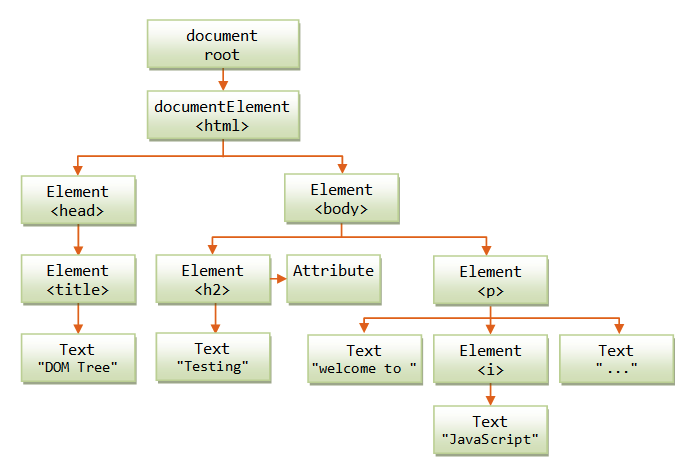 document
root
documentElement
<html>
Element
<head>
Element
<body>
Element
<title>
Element
<h2>
Attribute
Element
<p>
Text
"DOM Tree"
Text
"Testing"
Text
"welcome to "
Element
<i>
Text
"..."
Text
"JavaScript"